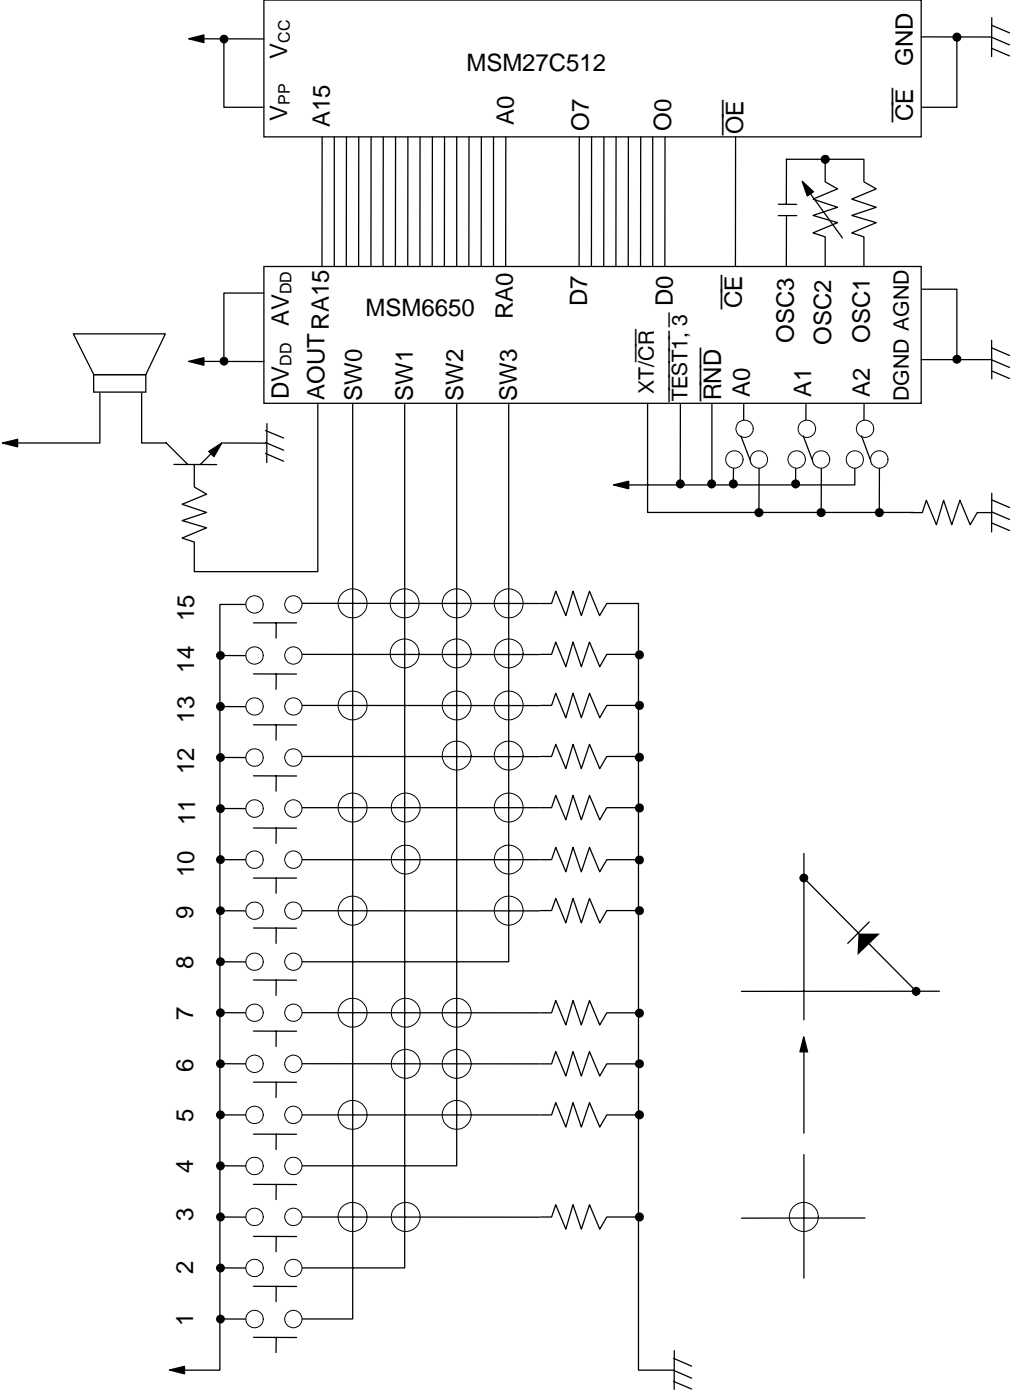 VCC
VPP
A15
MSM27C512
A0
O7
O0
OE
CE
GND
DVDD
AVDD
AOUT
RA15
MSM6650
RA0
D7
D0
CE
OSC3
OSC2
OSC1
DGND
AGND
SW0
SW1
SW2
SW3
XT/CR
TEST1, 3
RND
A0
A1
A2
15
14
13
12
11
10
9
8
7
6
5
4
3
2
1